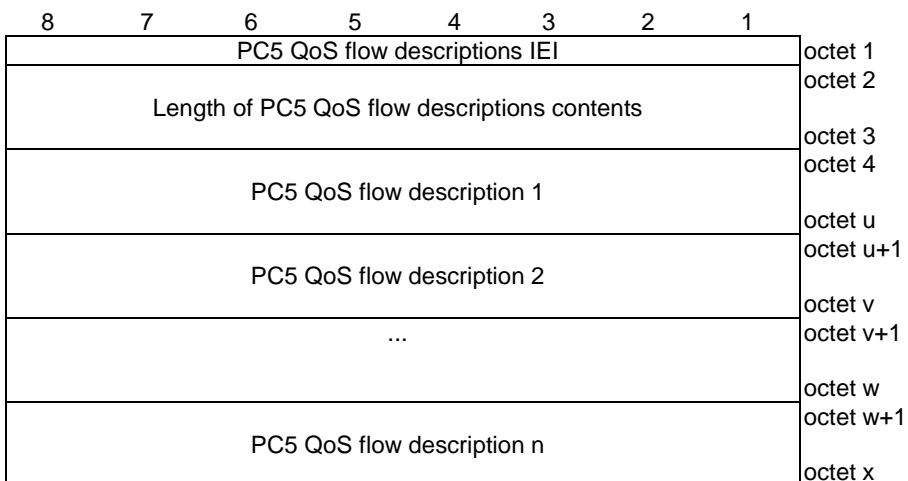 8 7 6 5 4 3 2 1
PC5 QoS flow descriptions IEI octet 1
octet 2
Length of PC5 QoS flow descriptions contents
octet 3
octet 4
PC5 QoS flow description 1
octet u
octet u+1
PC5 QoS flow description 2
octet v
... octet v+1
octet w
octet w+1
PC5 QoS flow description n
octet x